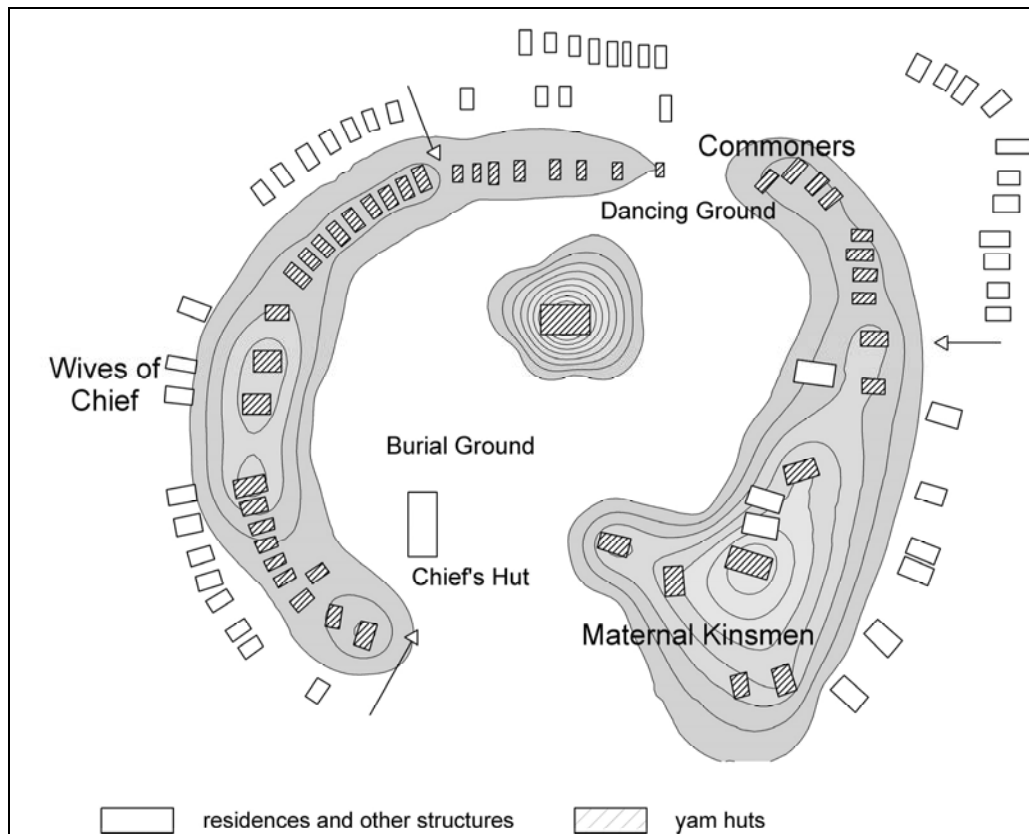 Commoners
Dancing Ground
Wives of
Chief
Burial Ground
Chief's Hut
Maternal Kinsmen
residences and other structures
yam huts